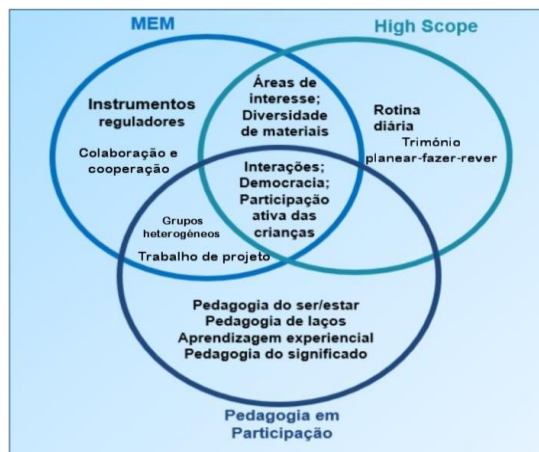 MEM
High Scope
Instrumentos
reguladores
Colaboração e
cooperação
Áreas de
interesse;
Diversidade
de materiais
Rotina
diária
Trimónio
planear-fazer-rever
Interações;
Democracia;
Participação
ativa das
crianças
Grupos
heterogéneos
Trabalho de projeto
Pedagogia do ser/estar
Pedagogia de laços
Aprendizagem experiencial
Pedagogia do significado
Pedagogia em
Participação